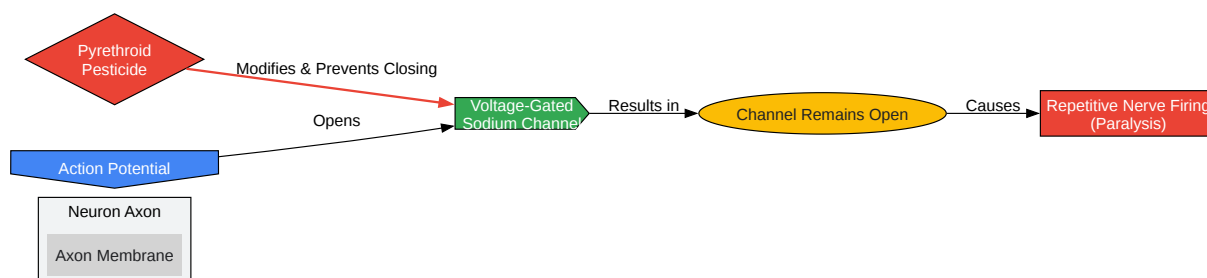 Pyrethroid
Pesticide
Modifies & Prevents Closing
Opens
Action Potential
Neuron Axon
Axon Membrane
Voltage-Gated
Sodium Channel
Results in
Channel Remains Open
Causes
Repetitive Nerve Firing
(Paralysis)